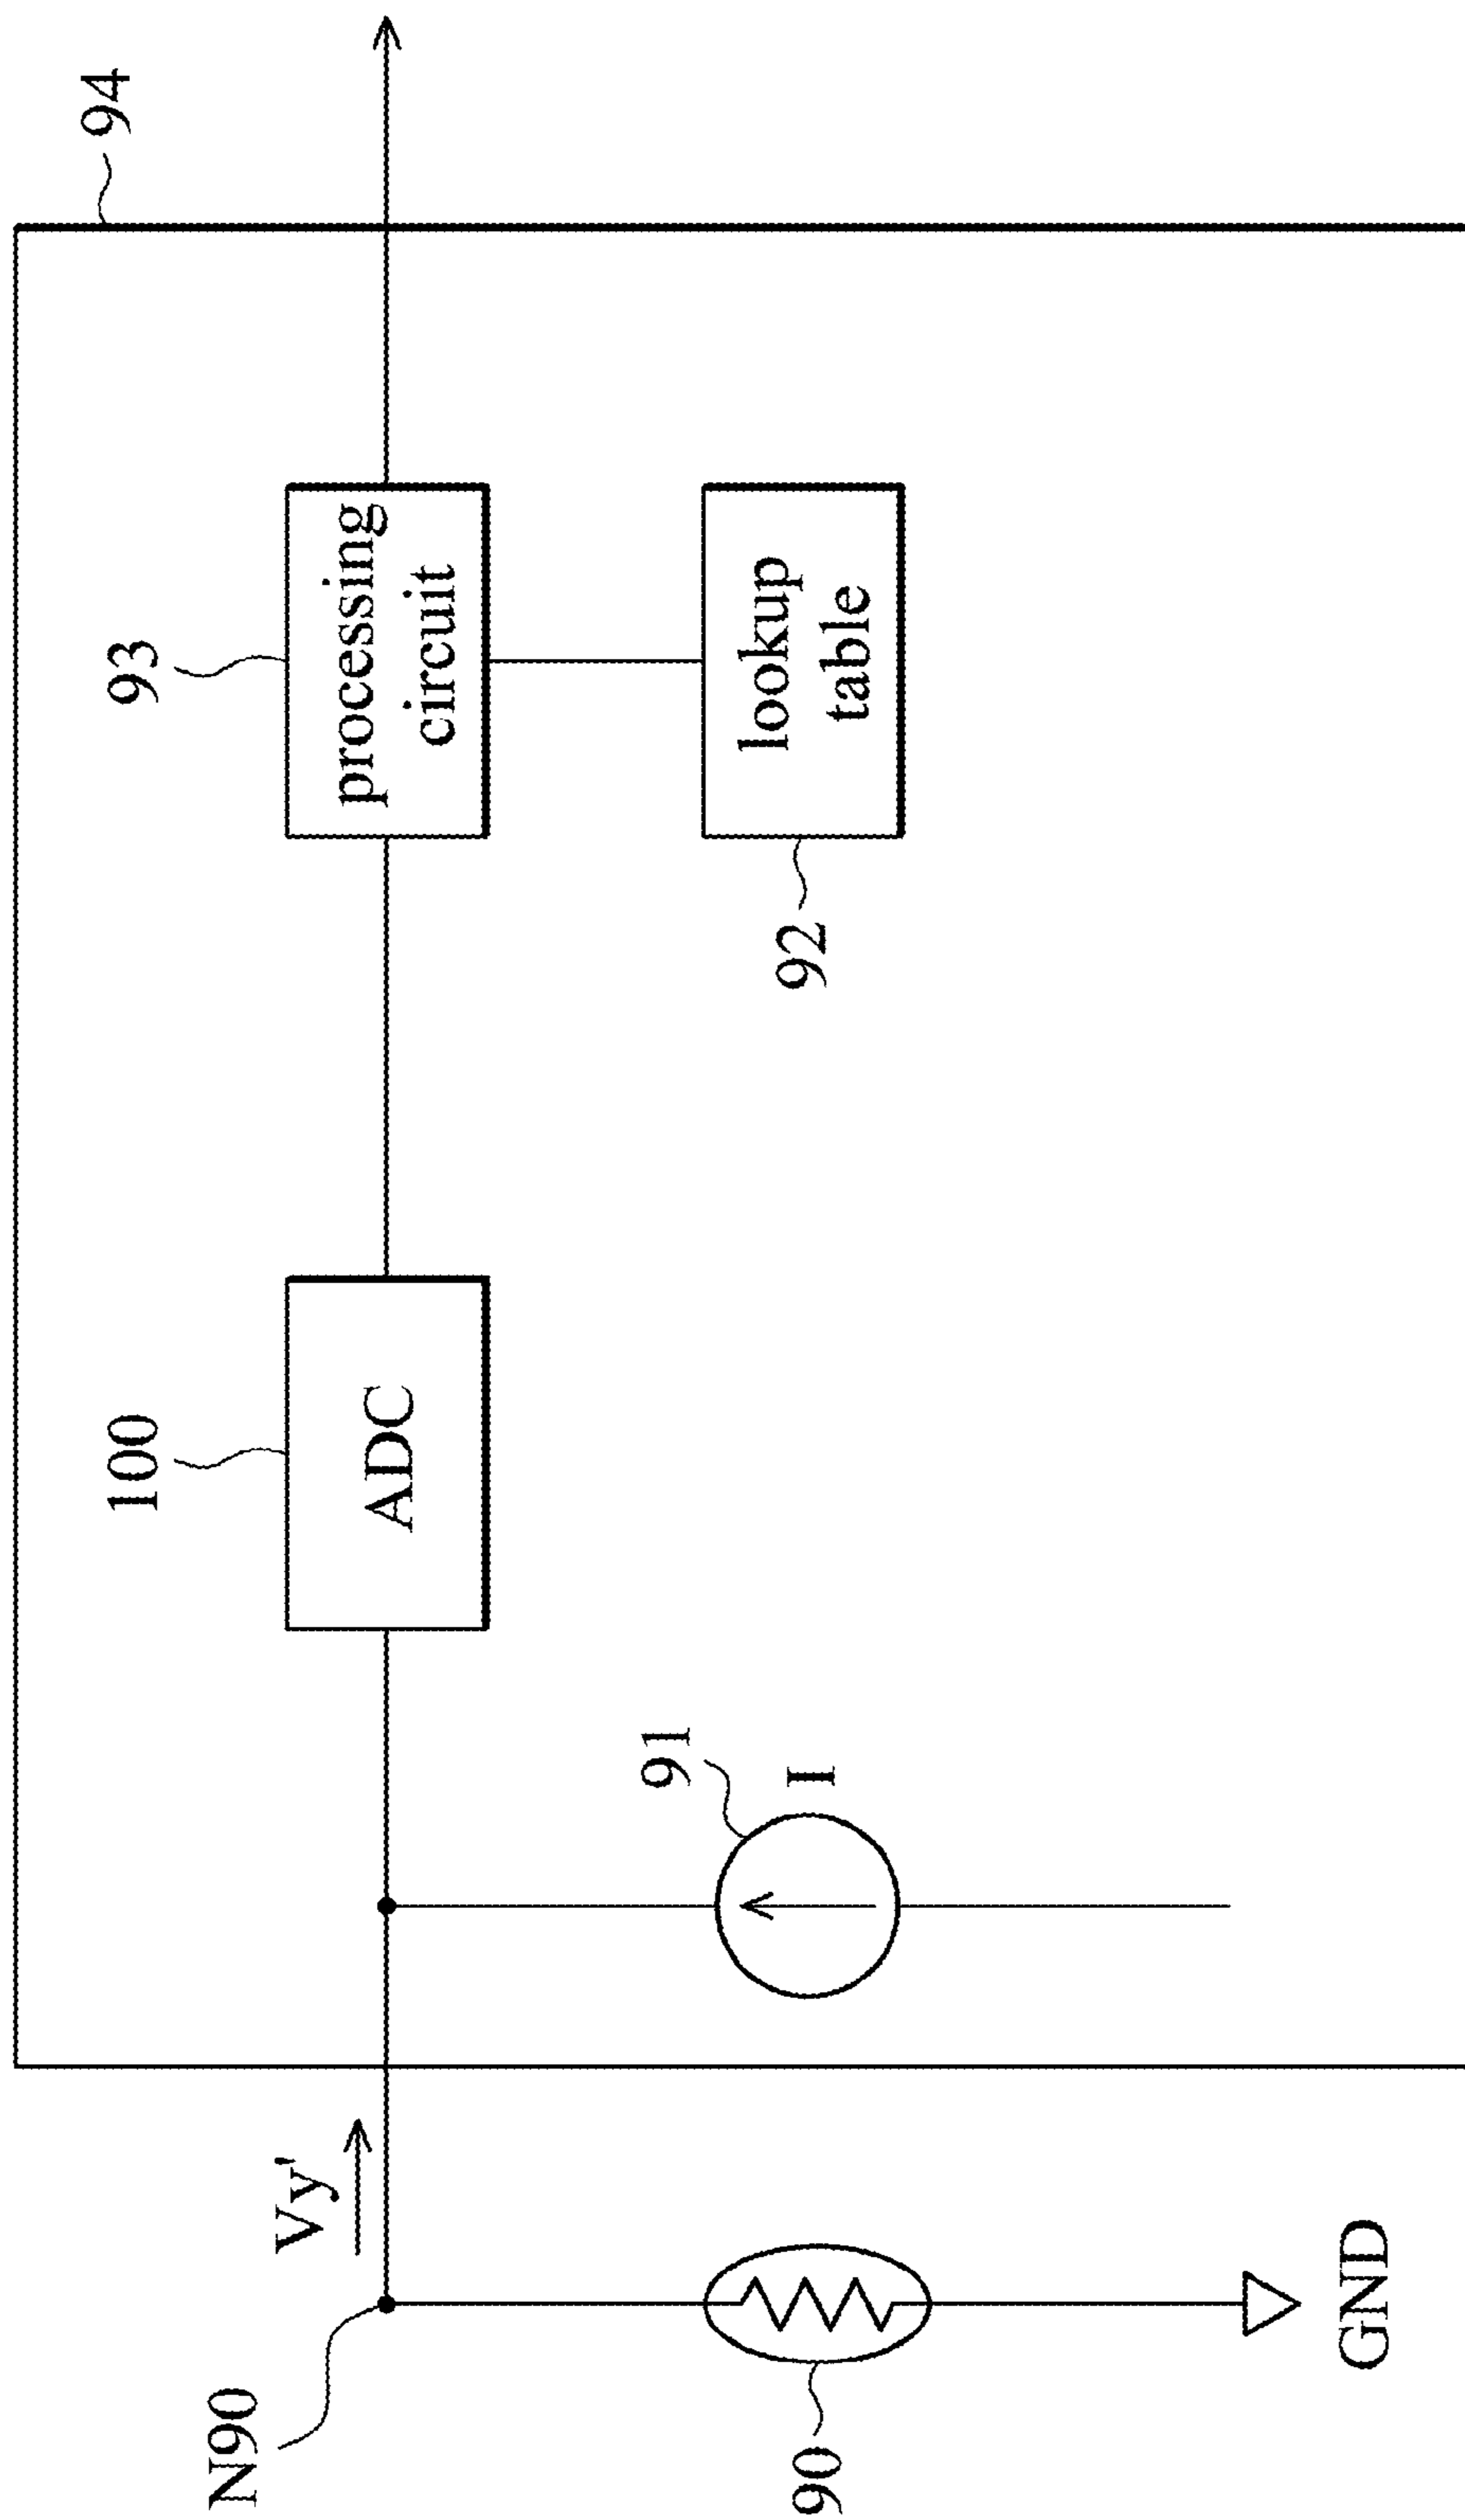 N90
Vy'
90
GND
91
I
100
ADC
93
processing
circuit
92
lookup
table
94